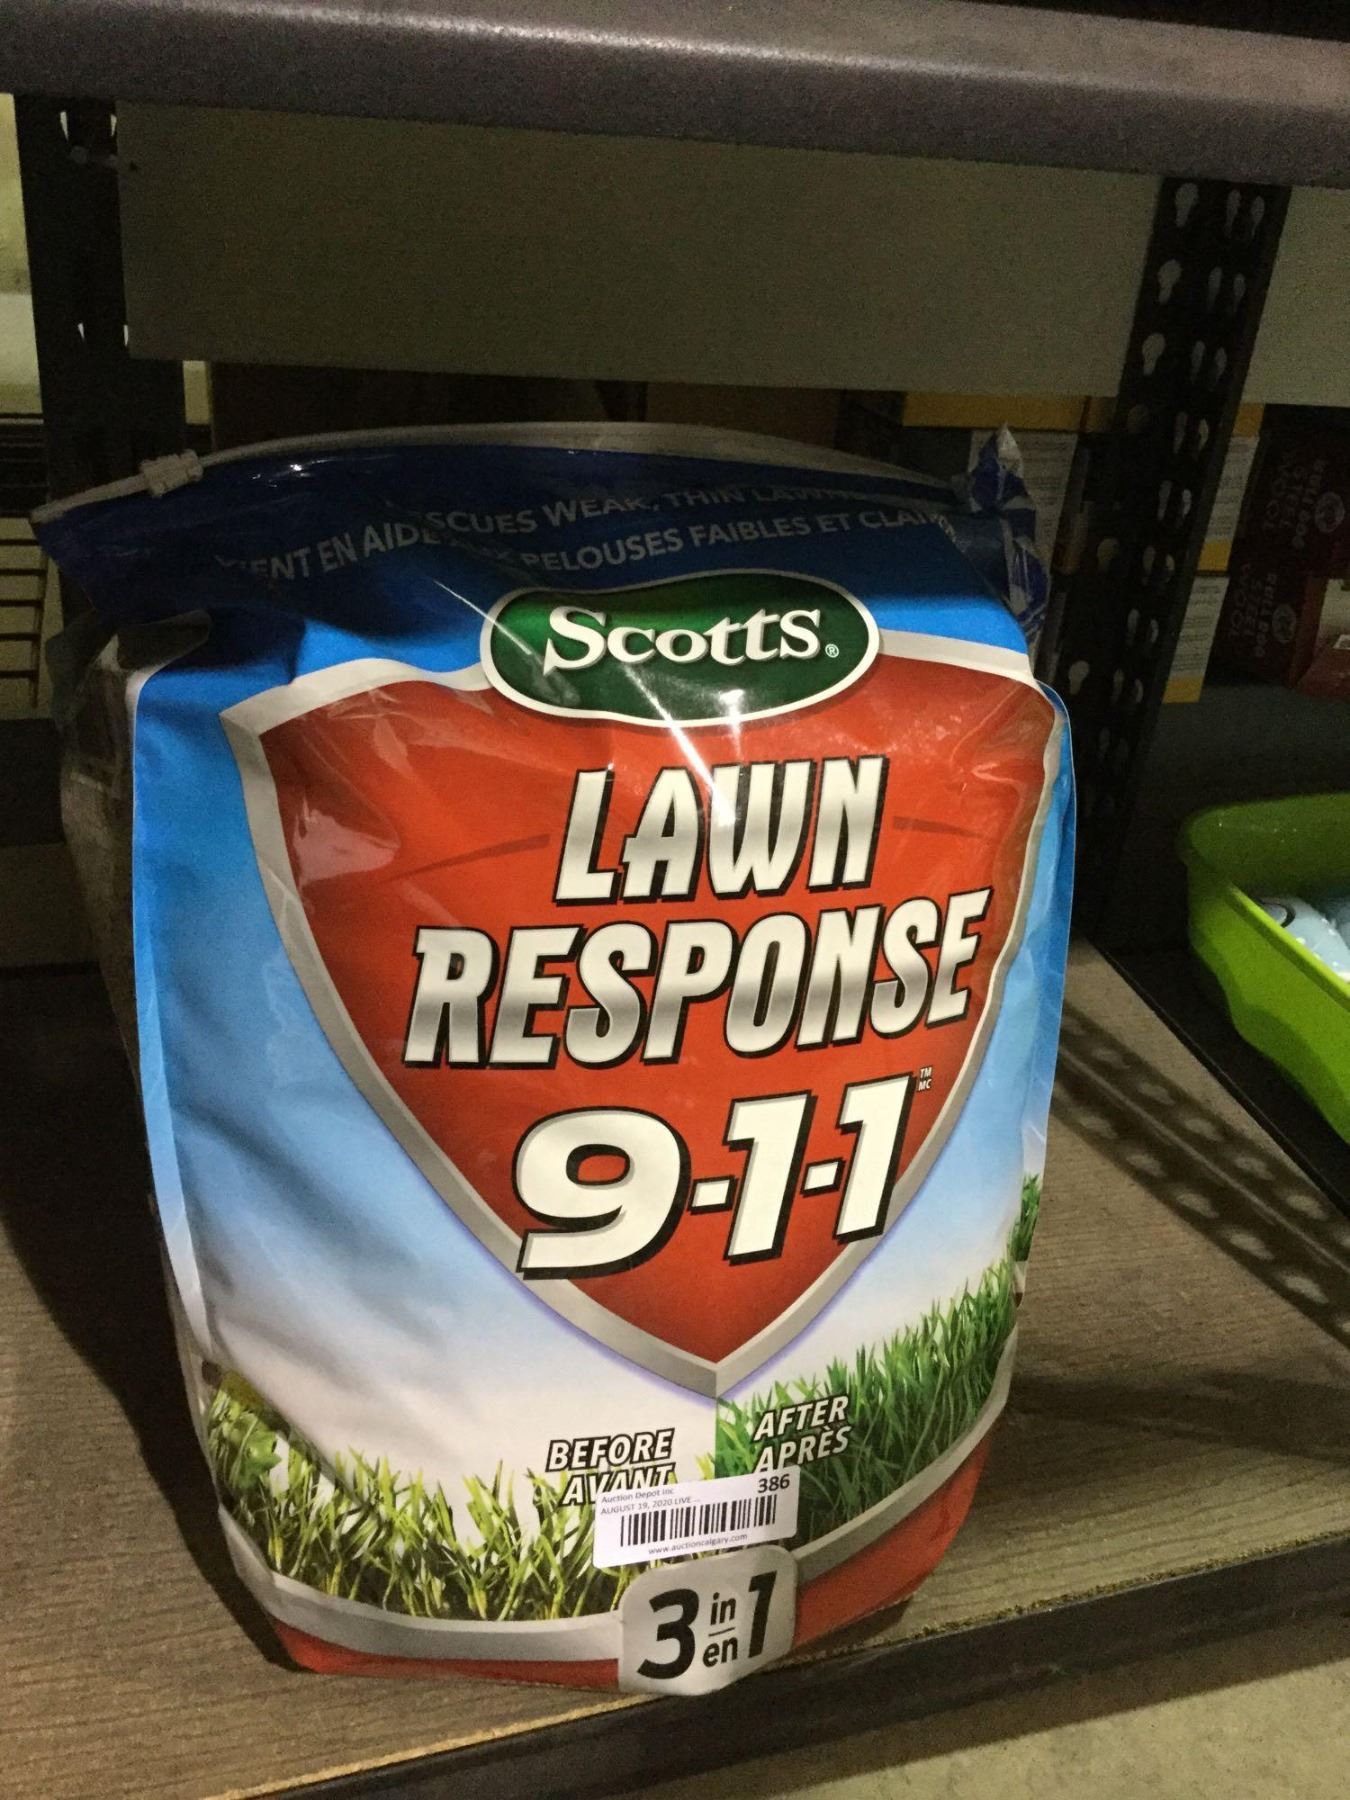 RESCUES WEAK, THIN LAWNS
VIENT EN AIDE AUX PELOUSES FAIBLES ET
Scotts®
LAWN
RESPONSE
9-1-1
TM
MC
BEFORE
AVANT
AFTER
APRÈS
Auction Depot Inc
386
AUGUST 19, 2020 LIVE ...
www.auctioncalgary.com
3 in 1
en